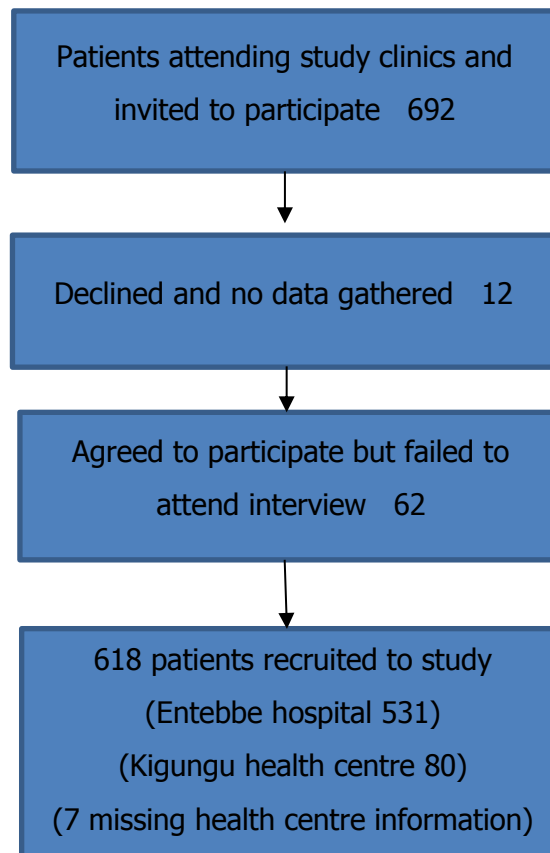 Patients attending study clinics and
invited to participate 692
Declined and no data gathered 12
Agreed to participate but failed to
attend interview 62
618 patients recruited to study
(Entebbe hospital 531)
(Kigungu health centre 80)
(7 missing health centre information)